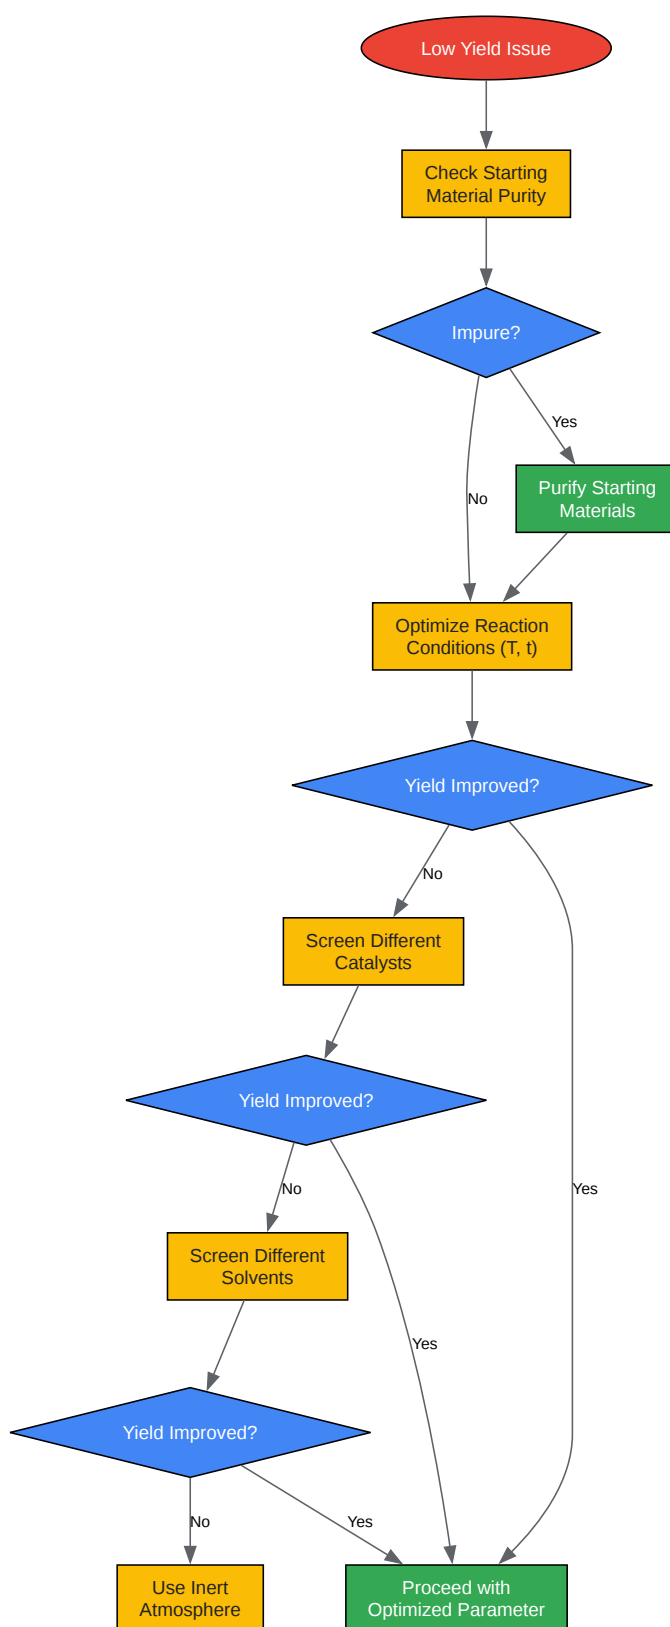 Low Yield Issue
Check Starting
Material Purity
Impure?
Yes
No
Purify Starting
Materials
Optimize Reaction
Conditions (T, t)
Yield Improved?
No
Screen Different
Catalysts
Yield Improved?
No
Yes
Screen Different
Solvents
Yes
Yield Improved?
No
Yes
Use Inert
Atmosphere
Proceed with
Optimized Parameter